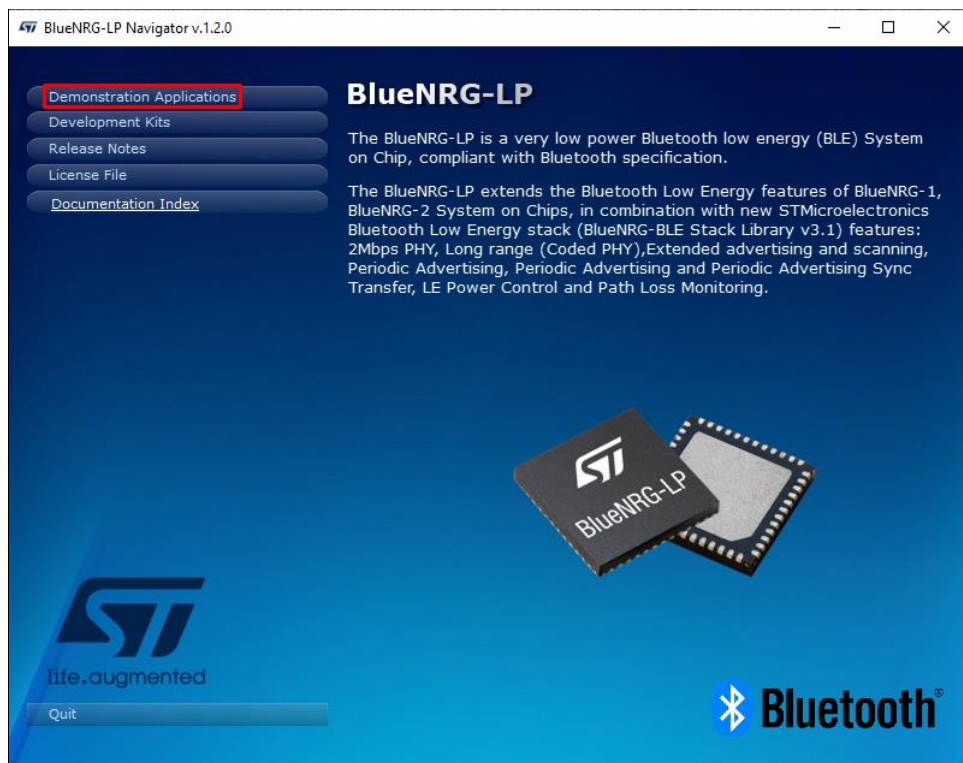 BlueNRG-LP Navigator v.1.2.0
Demonstration Applications
Development Kits
Release Notes
License File
Documentation Index
BlueNRG-LP
The BlueNRG-LP is a very low power Bluetooth low energy (BLE) System
on Chip, compliant with Bluetooth specification.
The BlueNRG-LP extends the Bluetooth Low Energy features of BlueNRG-1,
BlueNRG-2 System on Chips, in combination with new STMicroelectronics
Bluetooth Low Energy stack (BlueNRG-BLE Stack Library v3.1) features:
2Mbps PHY, Long range (Coded PHY),Extended advertising and scanning,
Periodic Advertising, Periodic Advertising and Periodic Advertising Sync
Transfer, LE Power Control and Path Loss Monitoring.
ST
BlueNRG-LP
ST
life.augmented
Quit
Bluetooth®